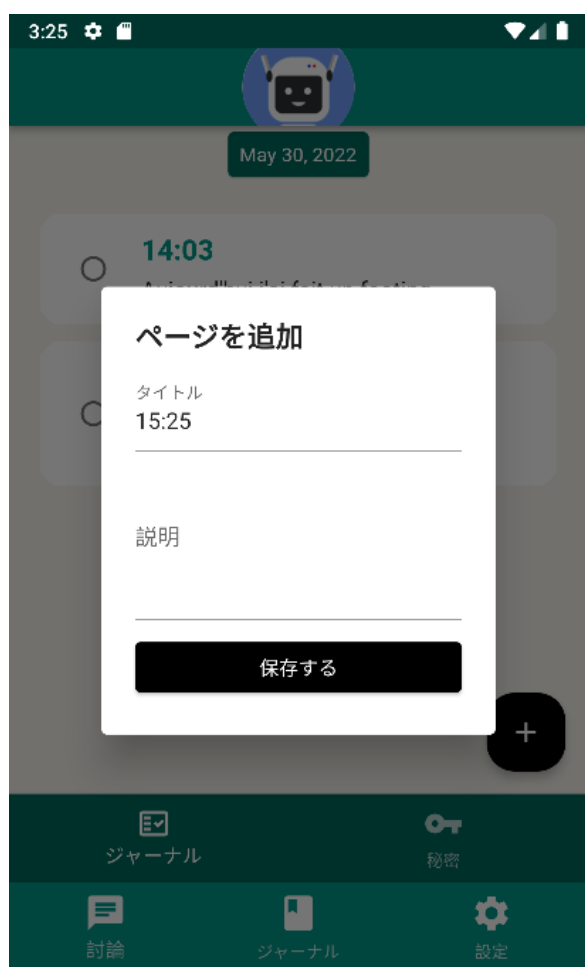 3:25
May 30, 2022
14:03
ページを追加
タイトル
15:25
説明
保存する
+
ジャーナル
秘密
討論
ジャーナル
設定